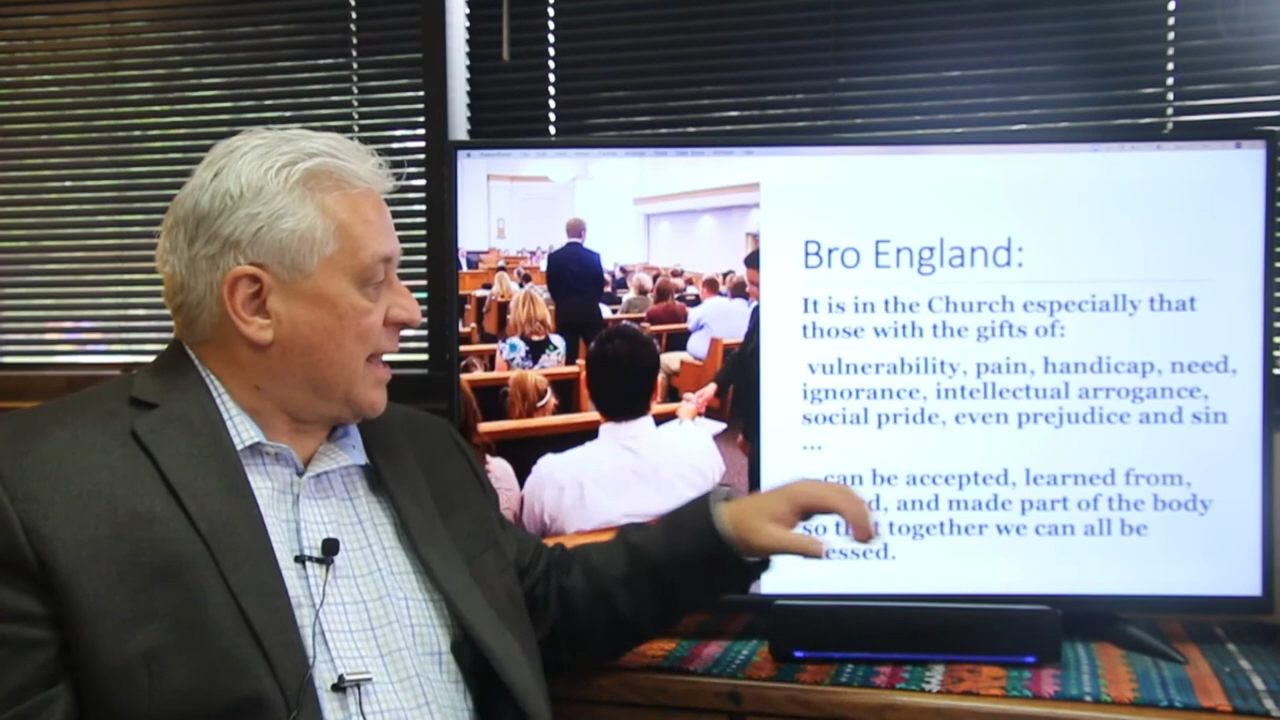 Bro England:
It is in the Church especially that
those with the gifts of:
vulnerability, pain, handicap, need,
ignorance, intellectual arrogance,
social pride, even prejudice and sin
...
can be accepted, learned from,
and made part of the body
so together we can all be